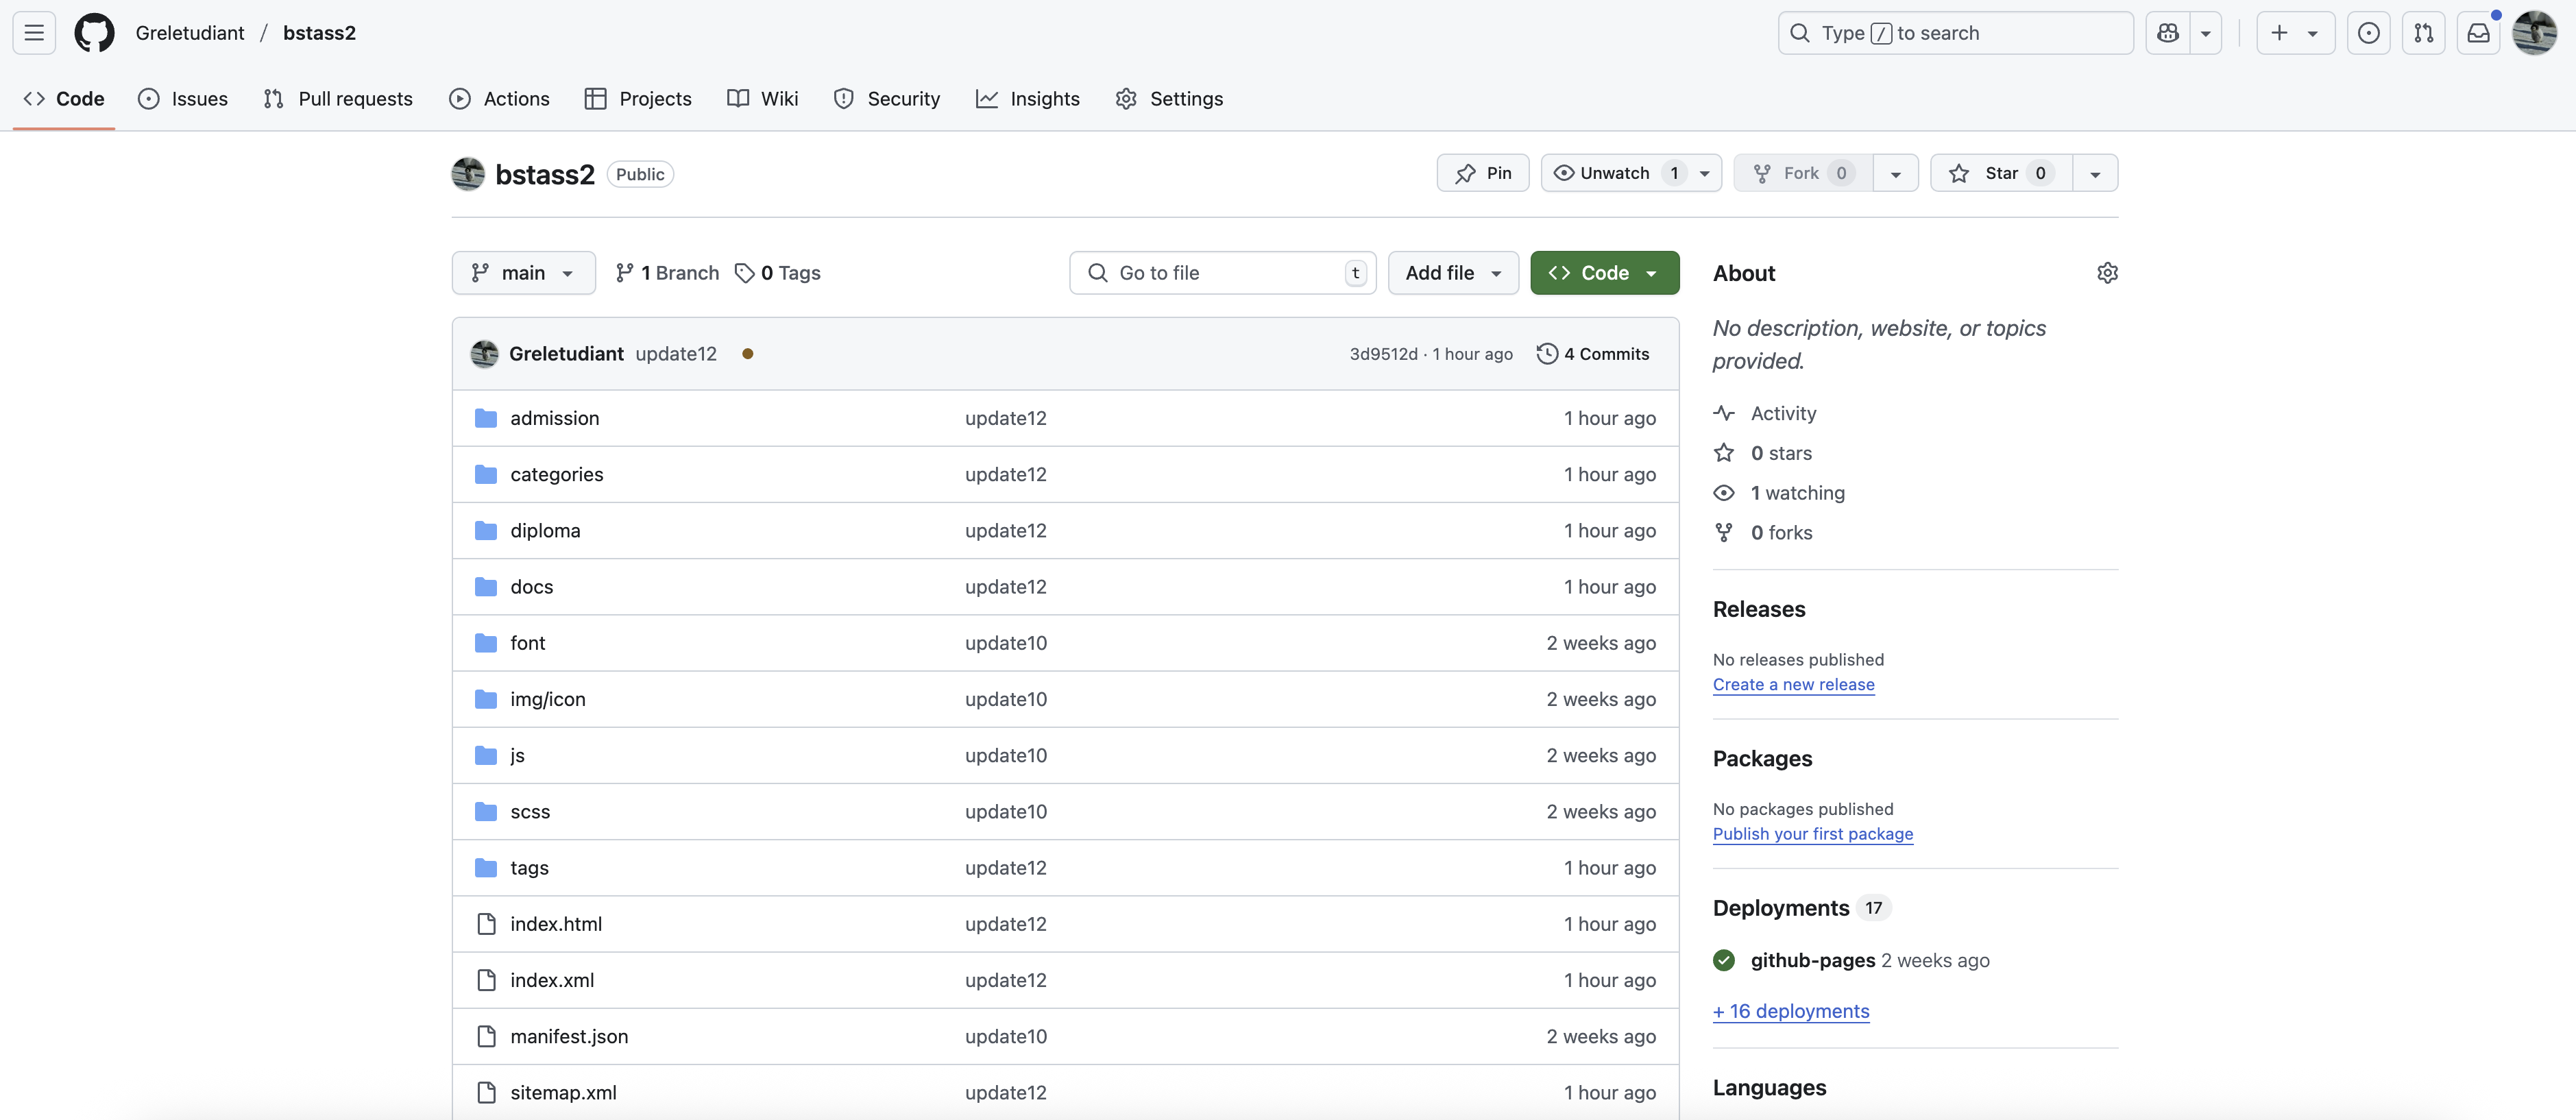 Greletudiant / bstass2
Type / to search
Code Issues Pull requests Actions Projects Wiki Security Insights Settings
bstass2 Public
Pin Unwatch 1 Fork 0 Star 0
main 1 Branch 0 Tags
Go to file t Add file Code
Greletudiant update12 3d9512d · 1 hour ago 4 Commits
admission update12 1 hour ago
categories update12 1 hour ago
diploma update12 1 hour ago
docs update12 1 hour ago
font update10 2 weeks ago
img/icon update10 2 weeks ago
js update10 2 weeks ago
scss update10 2 weeks ago
tags update12 1 hour ago
index.html update12 1 hour ago
index.xml update12 1 hour ago
manifest.json update10 2 weeks ago
sitemap.xml update12 1 hour ago
About
No description, website, or topics
provided.
Activity
0 stars
1 watching
0 forks
Releases
No releases published
Create a new release
Packages
No packages published
Publish your first package
Deployments 17
github-pages 2 weeks ago
+ 16 deployments
Languages